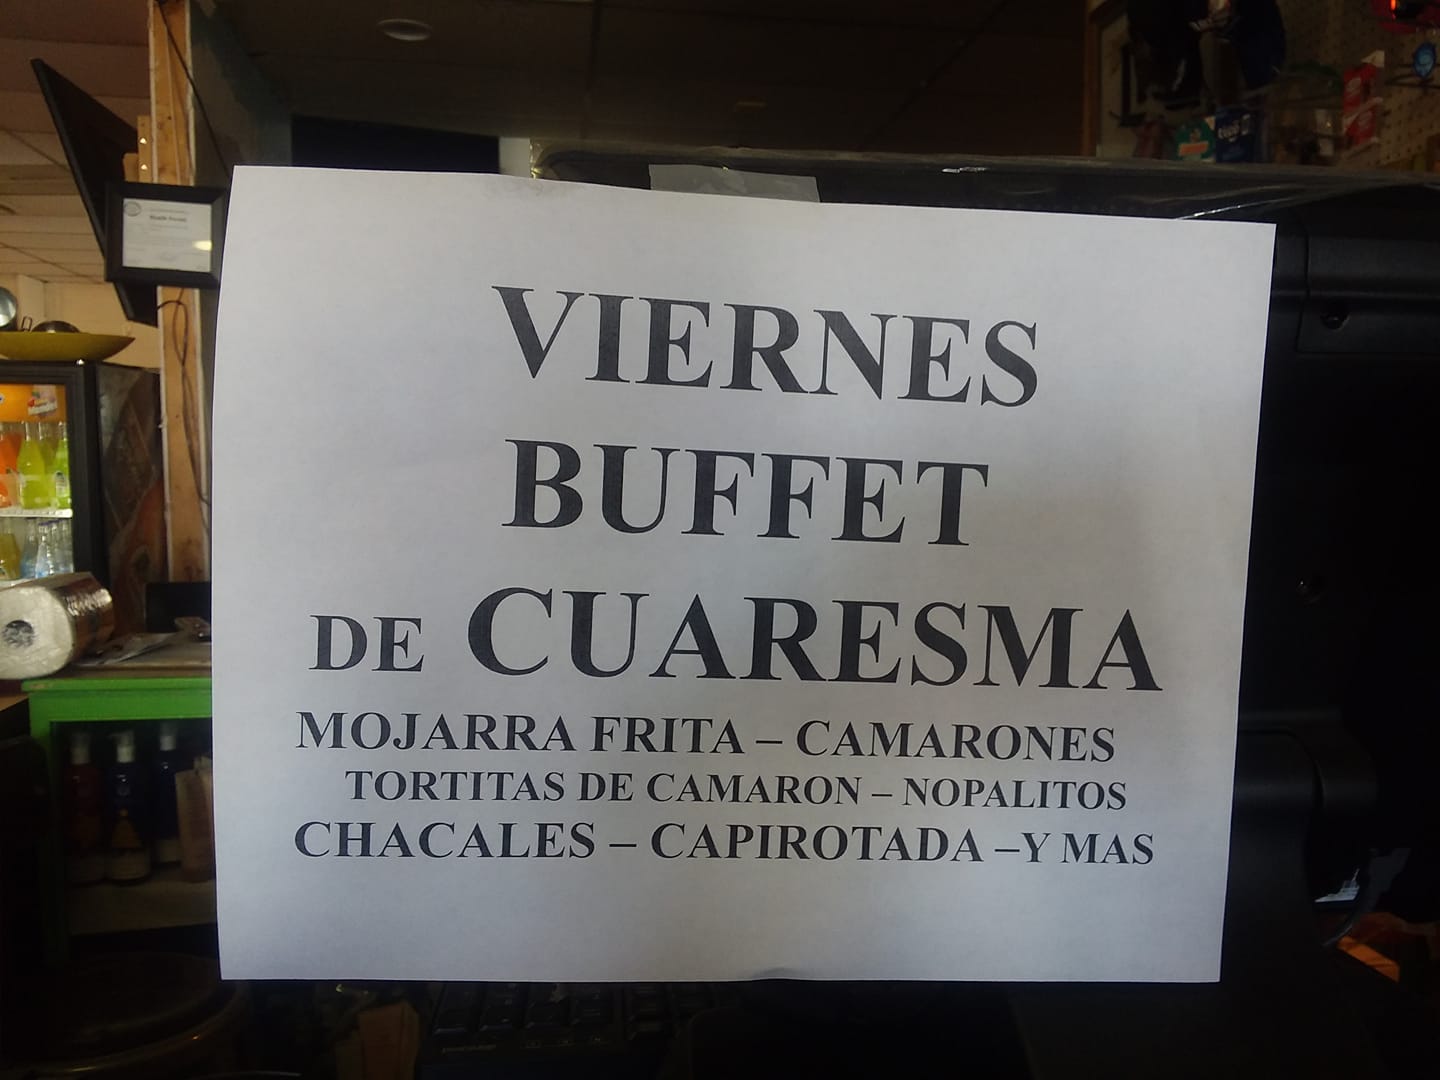 VIERNES
BUFFET
DE CUARESMA
MOJARRA FRITA – CAMARONES
TORTITAS DE CAMARON – NOPALITOS
CHACALES – CAPIROTADA –Y MAS